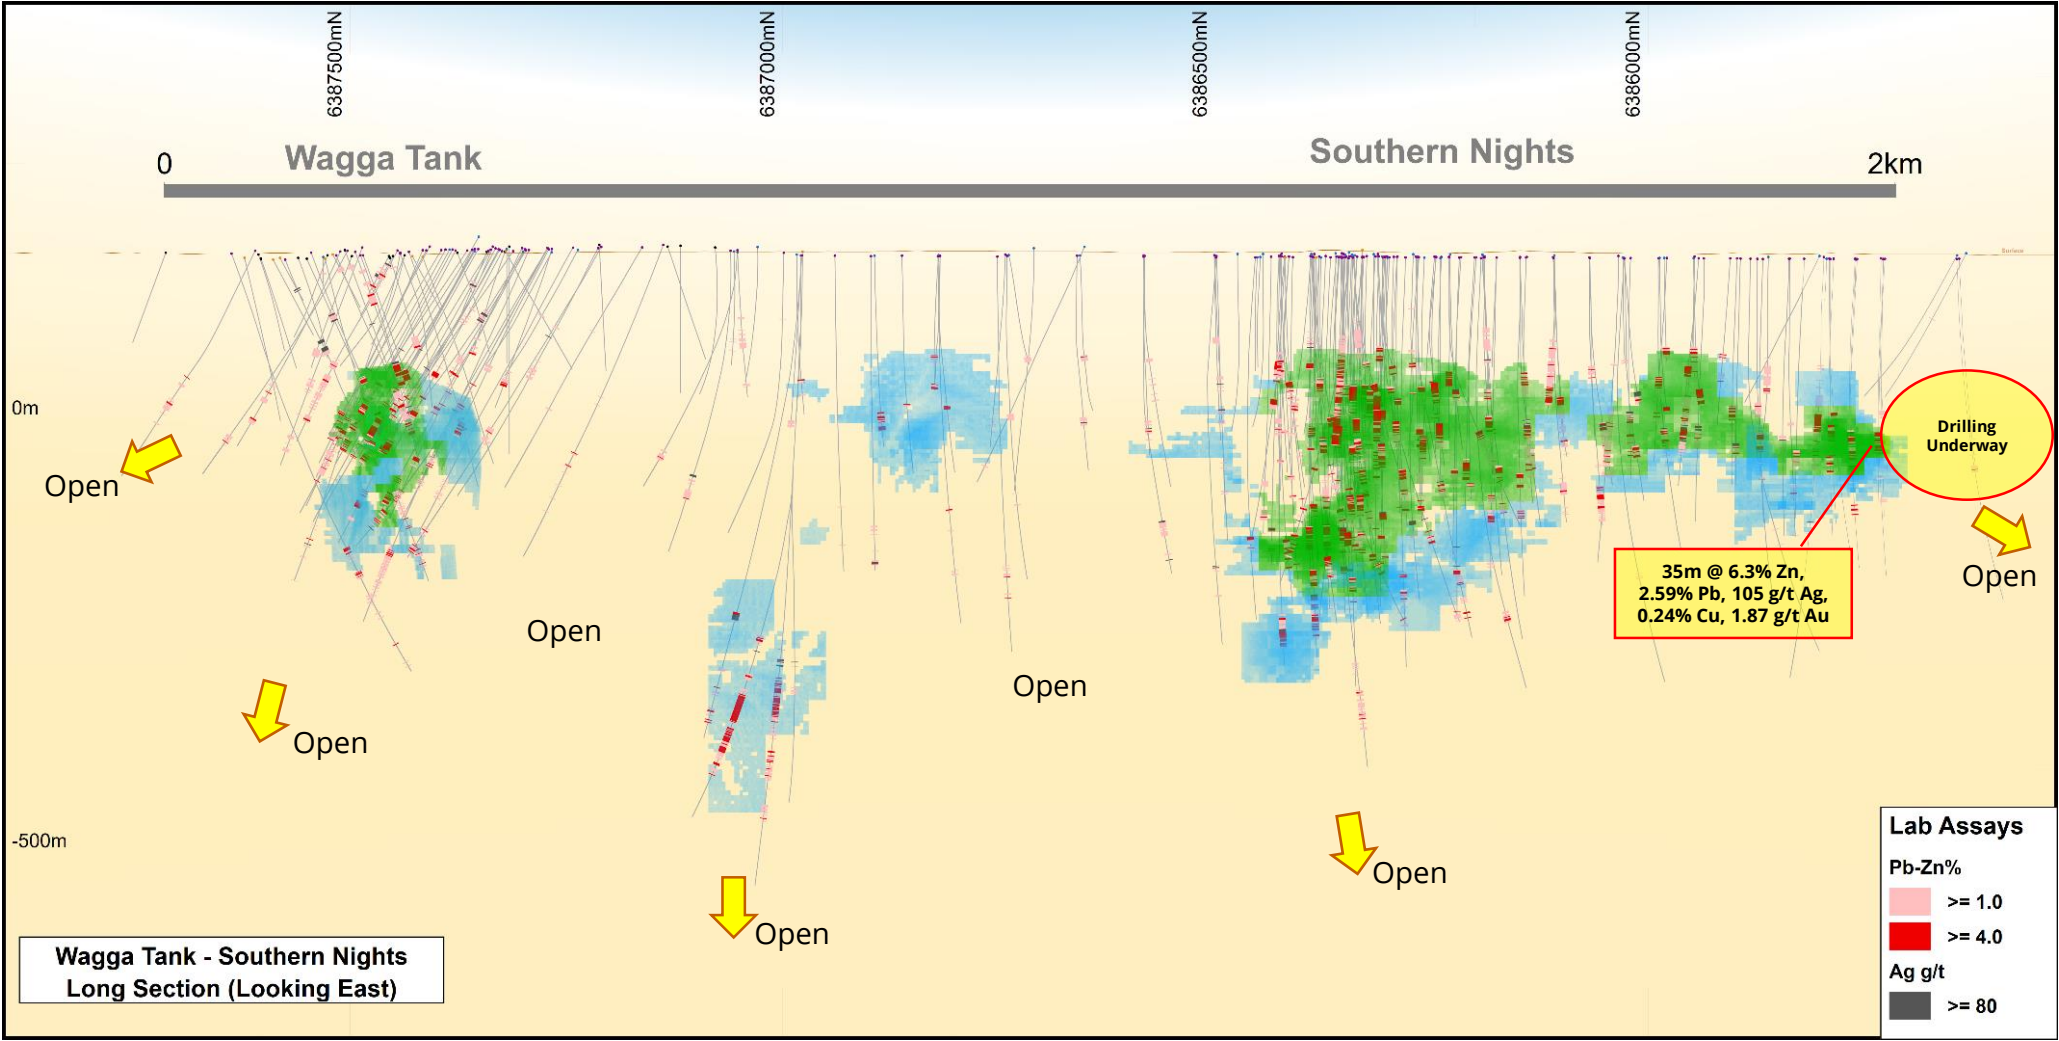 6387500mN
6387000mN
6386500mN
6386000mN
Wagga Tank
Southern Nights
0
2km
Surface
0m
Drilling
Underway
Open
Open
35m @ 6.3% Zn,
2.59% Pb, 105 g/t Ag,
0.24% Cu, 1.87 g/t Au
Open
Open
Open
-500m
Open
Open
Lab Assays
Pb-Zn%
>= 1.0
>= 4.0
Ag g/t
>= 80
Wagga Tank - Southern Nights
Long Section (Looking East)